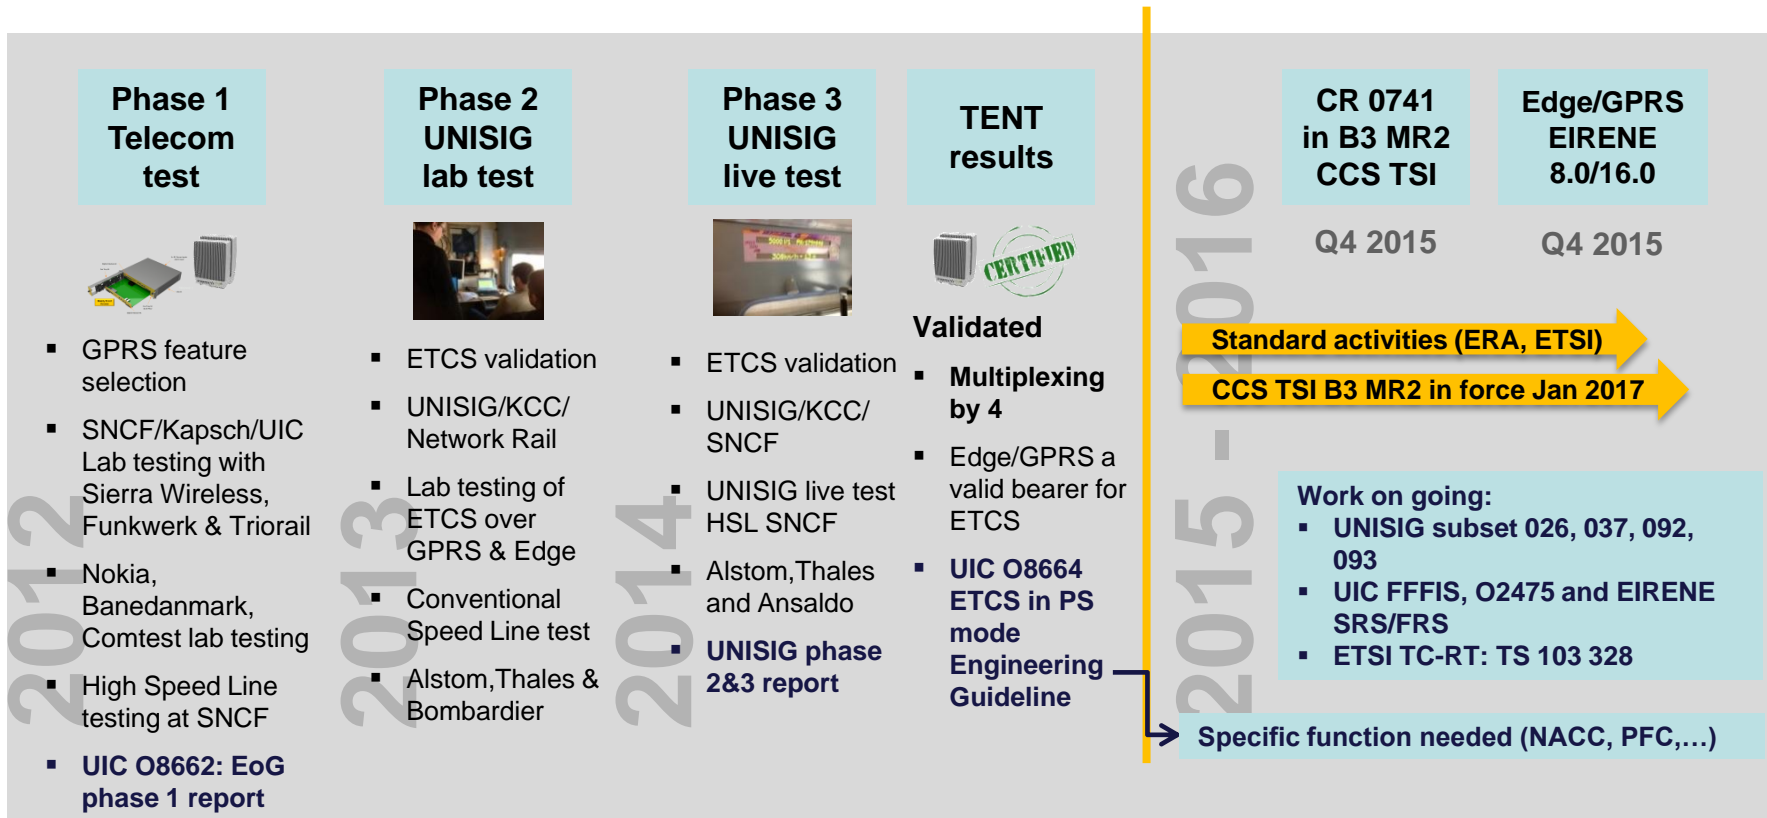 Phase 1
Telecom
test
2012
▪ GPRS feature
selection
▪ SNCF/Kapsch/UIC
Lab testing with
Sierra Wireless,
Funkwerk & Triorail
▪ Nokia,
Banedanmark,
Comtest lab testing
▪ High Speed Line
testing at SNCF
▪ UIC O8662: EoG
phase 1 report
Phase 2
UNISIG
lab test
2013
▪ ETCS validation
▪ UNISIG/KCC/
Network Rail
▪ Lab testing of
ETCS over
GPRS & Edge
▪ Conventional
Speed Line test
▪ Alstom,Thales &
Bombardier
Phase 3
UNISIG
live test
2014
▪ ETCS validation
▪ UNISIG/KCC/
SNCF
▪ UNISIG live test
HSL SNCF
▪ Alstom,Thales
and Ansaldo
▪ UNISIG phase
2&3 report
TENT
results
CERTIFIED
Validated
▪ Multiplexing
by 4
▪ Edge/GPRS a
valid bearer for
ETCS
▪ UIC O8664
ETCS in PS
mode
Engineering
Guideline
2015 - 2016
CR 0741
in B3 MR2
CCS TSI
Q4 2015
Edge/GPRS
EIRENE
8.0/16.0
Q4 2015
Standard activities (ERA, ETSI)
CCS TSI B3 MR2 in force Jan 2017
Work on going:
▪ UNISIG subset 026, 037, 092,
093
▪ UIC FFFIS, O2475 and EIRENE
SRS/FRS
▪ ETSI TC-RT: TS 103 328
Specific function needed (NACC, PFC,…)